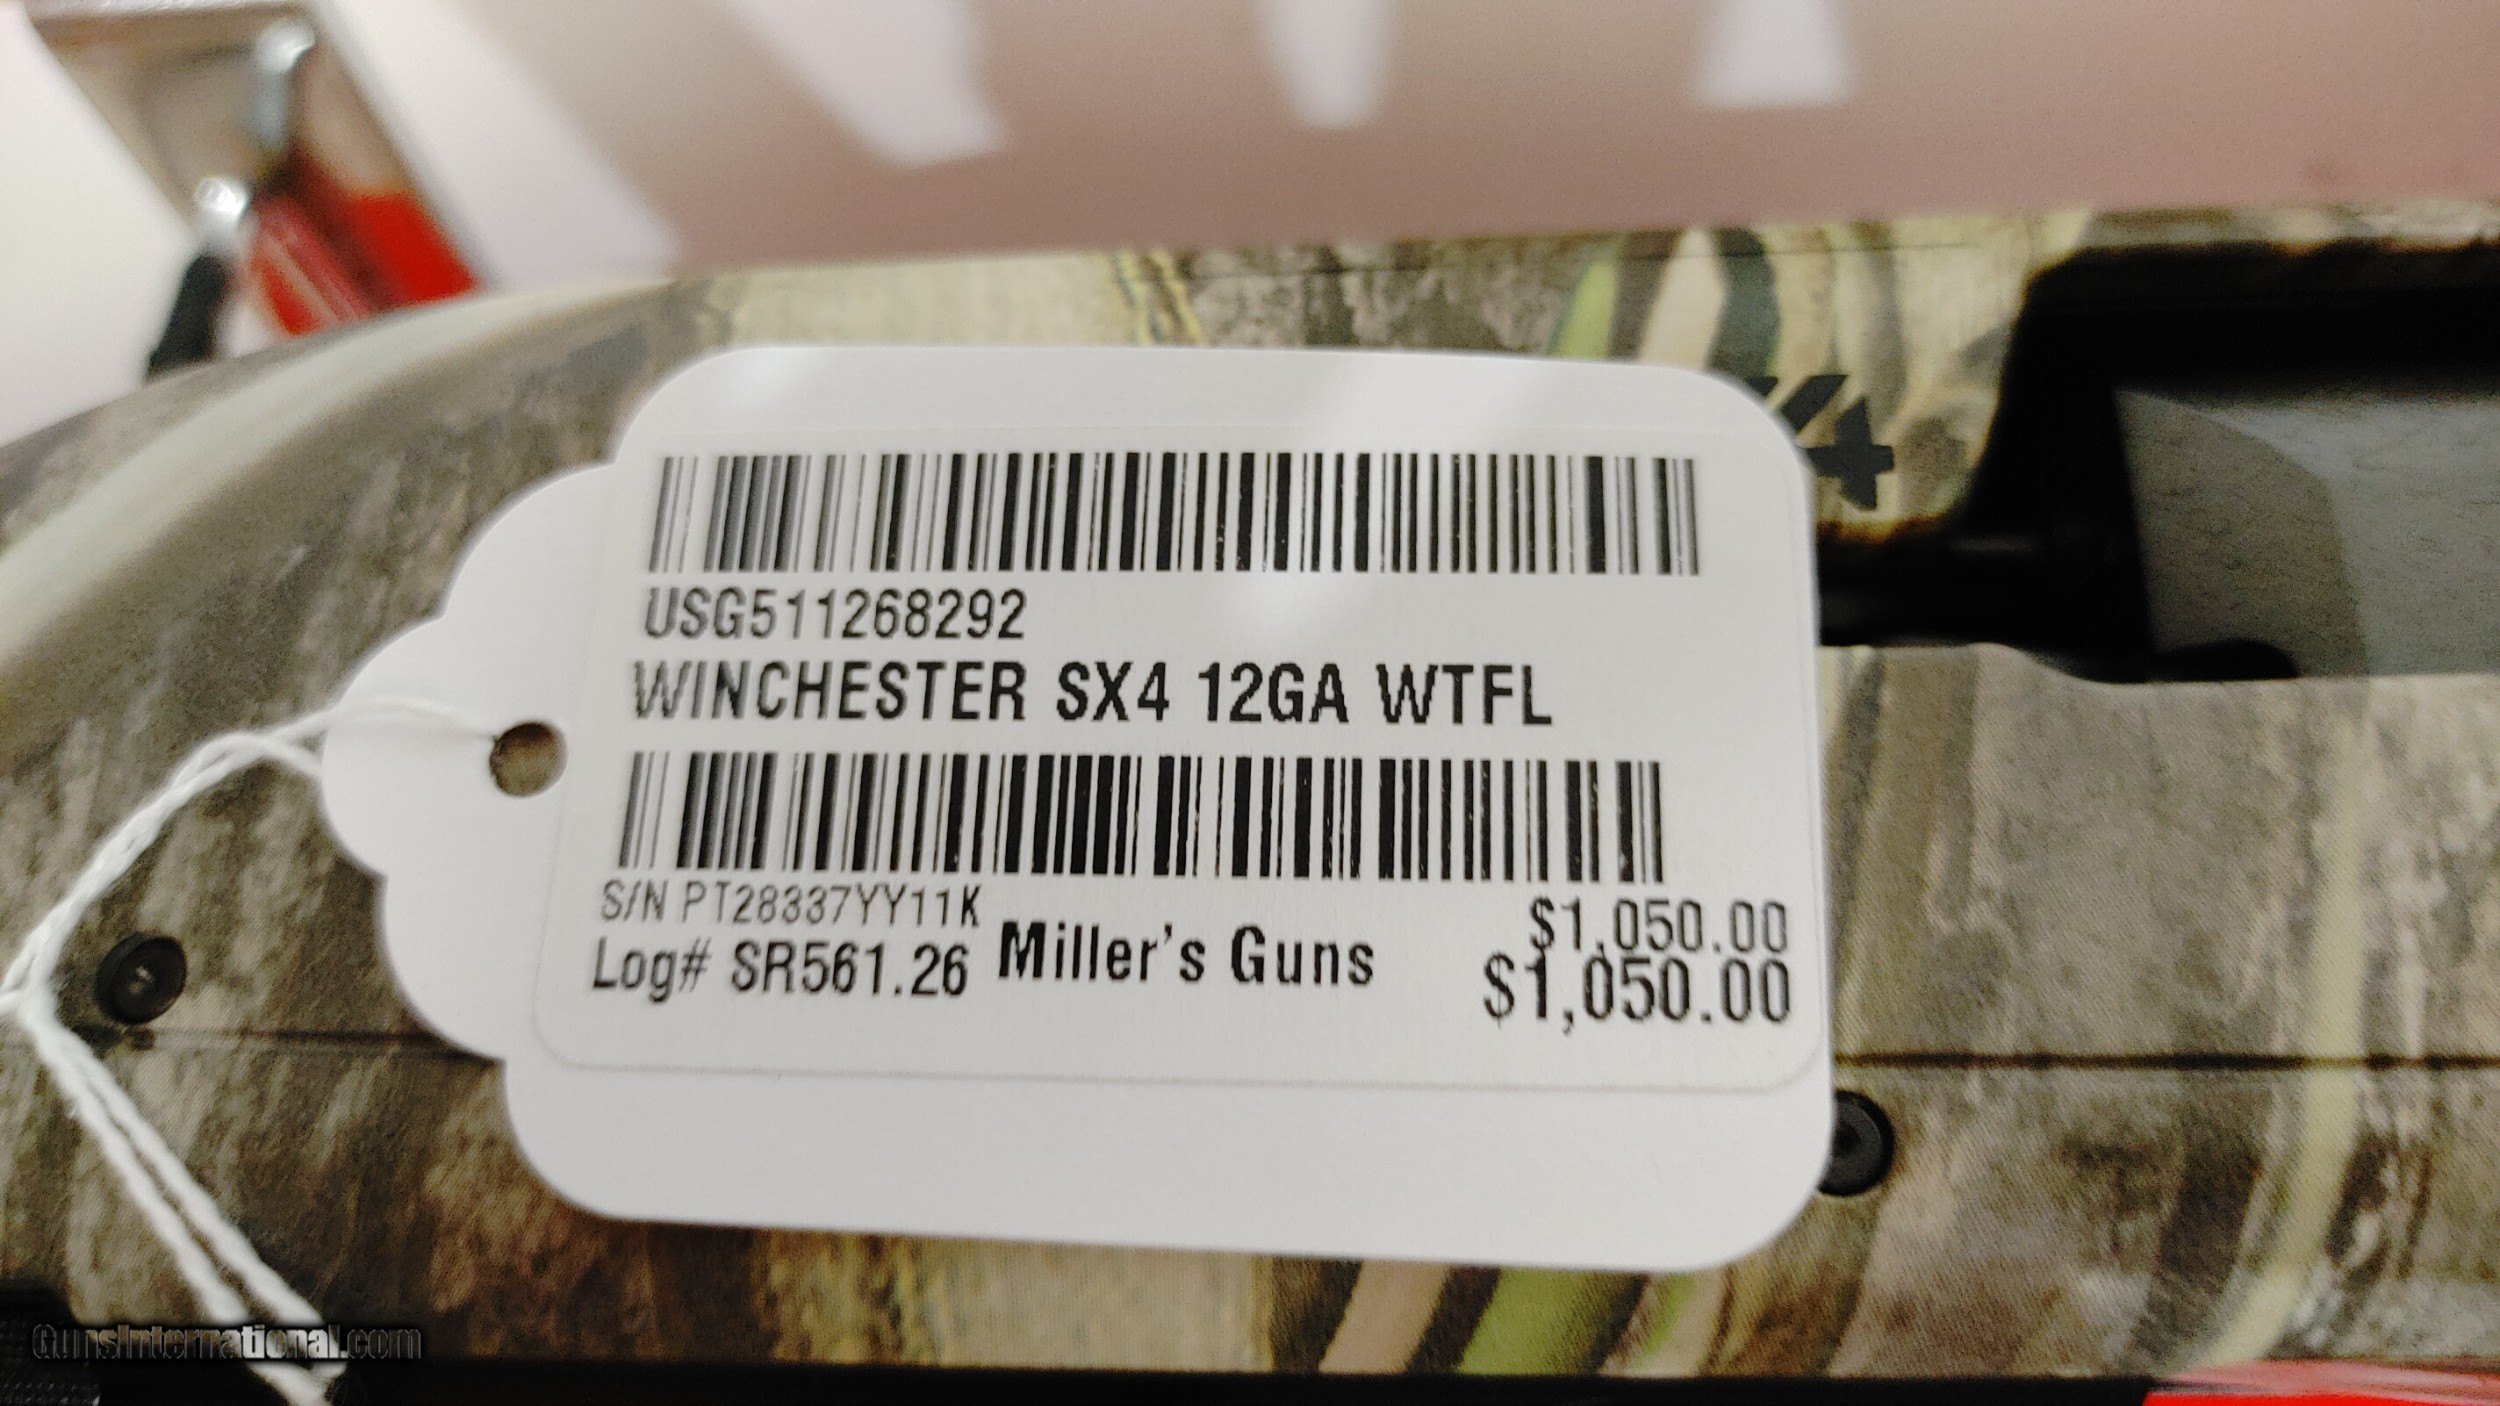 USG511268292
WINCHESTER SX4 12GA WTFL
S/N PT28337YY11K
Log# SR561.26 Miller's Guns
$1,050.00
$1,050.00
4
GunsInternational.com